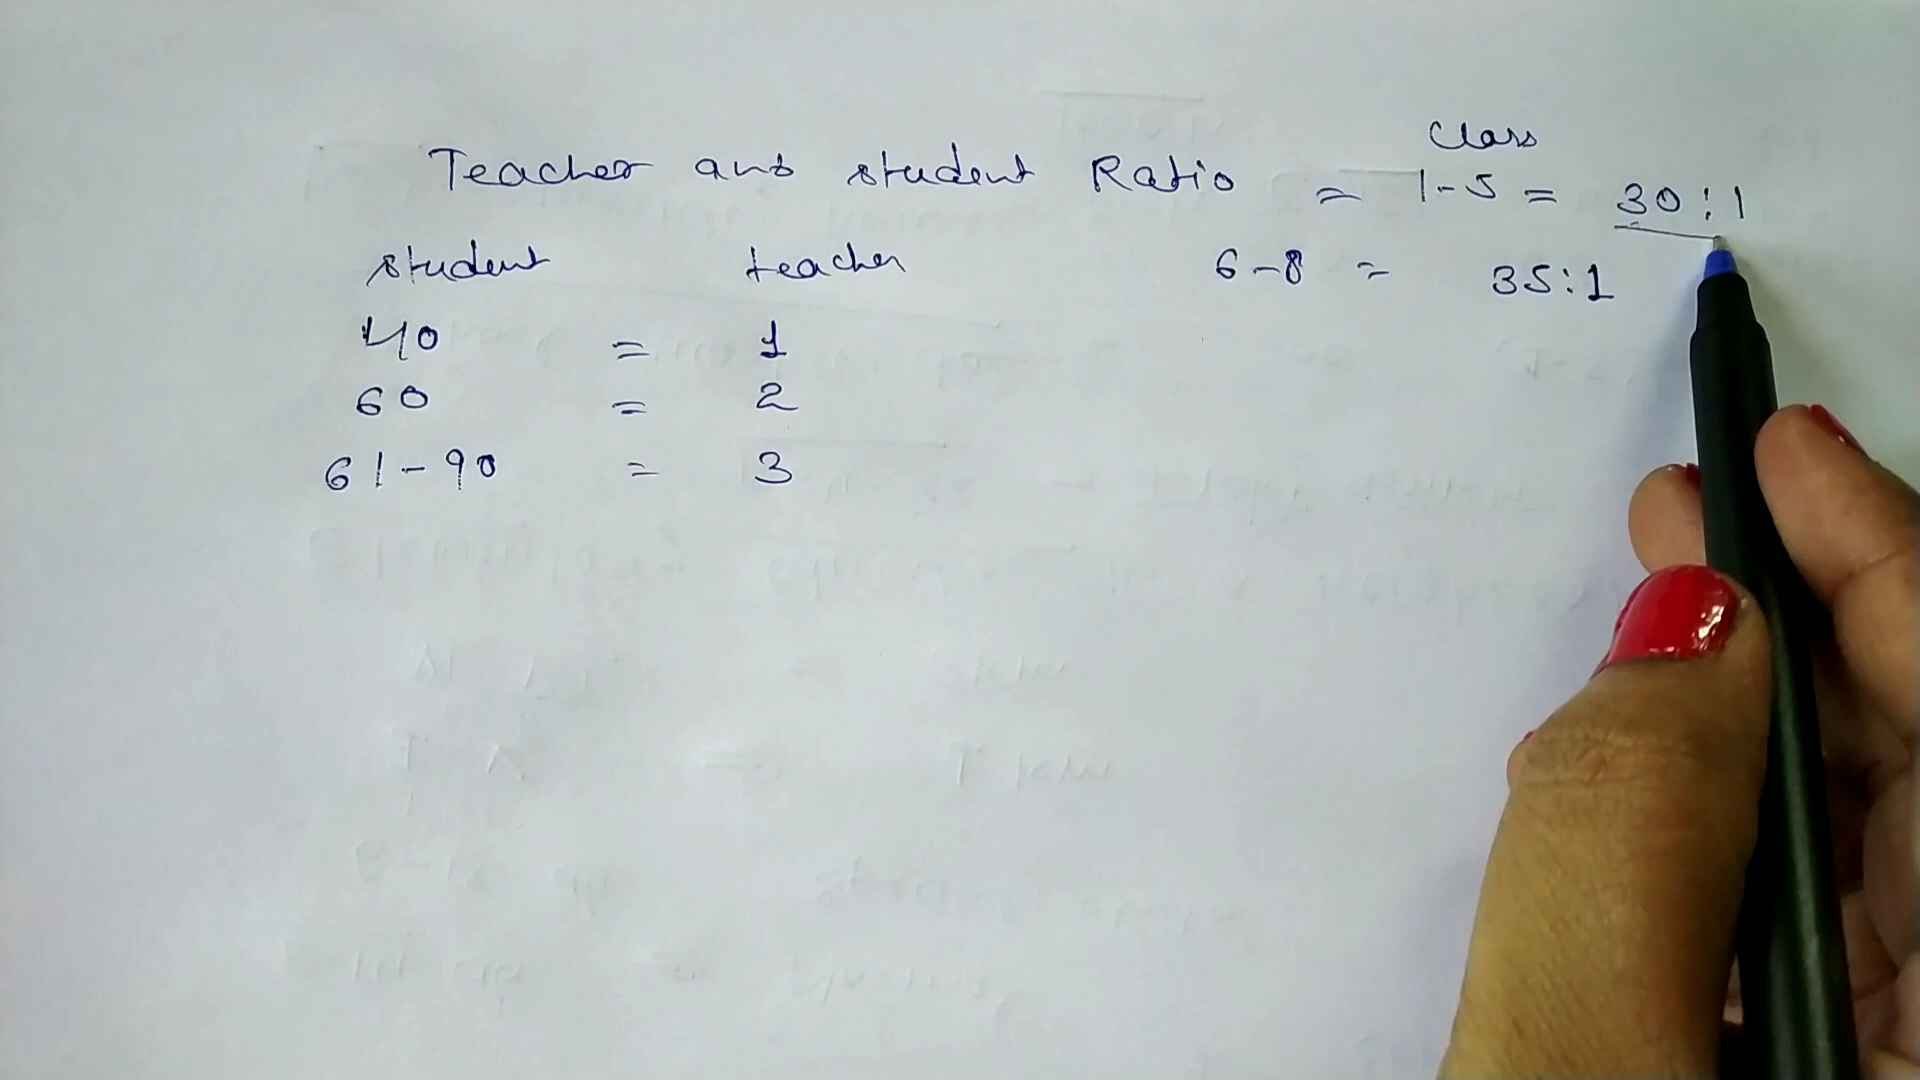 Class
Teacher and student Ratio = 1-5 = 30:1
student teacher 6-8 = 35:1
40 = 1
60 = 2
61-90 = 3